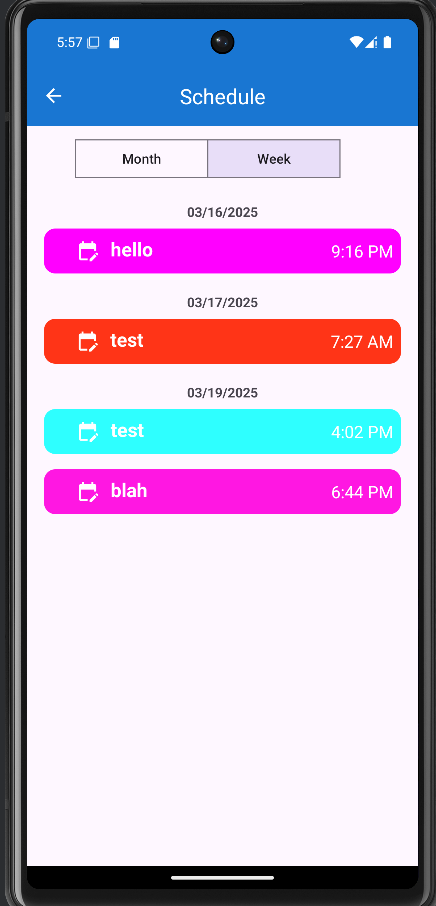 5:57
Schedule
Month Week
03/16/2025
hello 9:16 PM
03/17/2025
test 7:27 AM
03/19/2025
test 4:02 PM
blah 6:44 PM